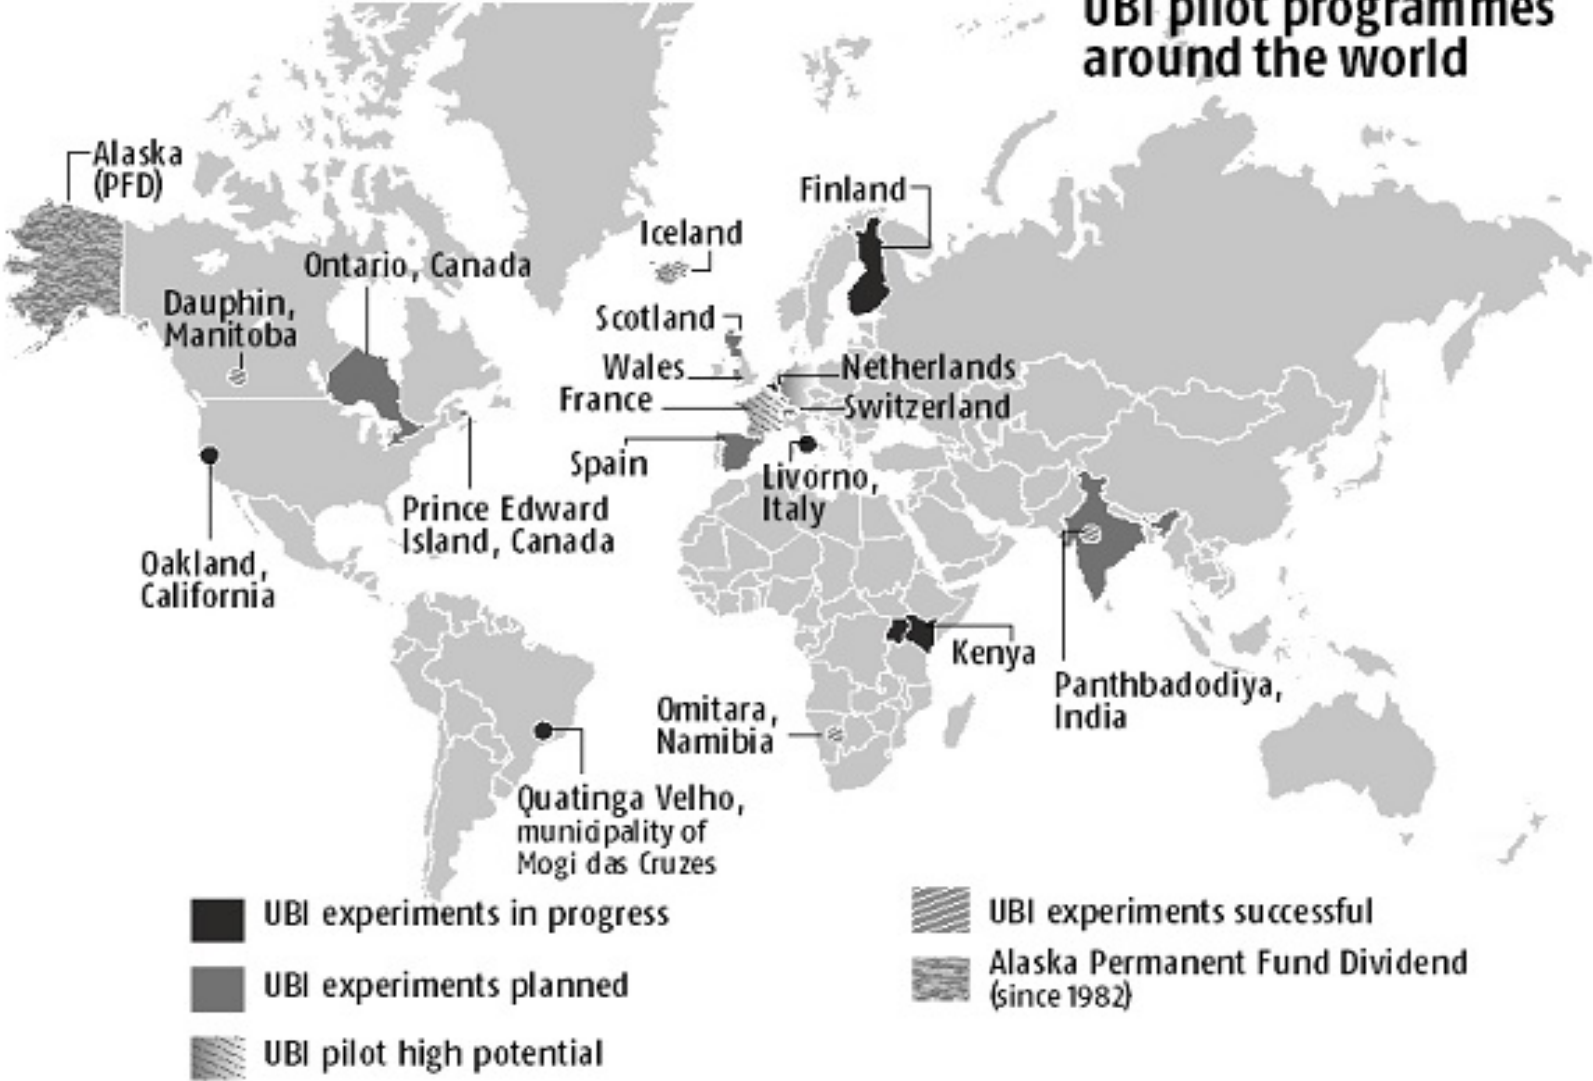 UBI pilot programmes
around the world
Alaska
(PFD)
Finland
Iceland
Ontario, Canada
Dauphin,
Manitoba
Scotland
Wales
Netherlands
France
Switzerland
Spain
Livorno,
Italy
Prince Edward
Island, Canada
Oakland,
California
Kenya
Panthbadodiya,
India
Omitara,
Namibia
Quatinga Velho,
municipality of
Mogi das Cruzes
UBI experiments in progress
UBI experiments planned
UBI pilot high potential
UBI experiments successful
Alaska Permanent Fund Dividend
(since 1982)